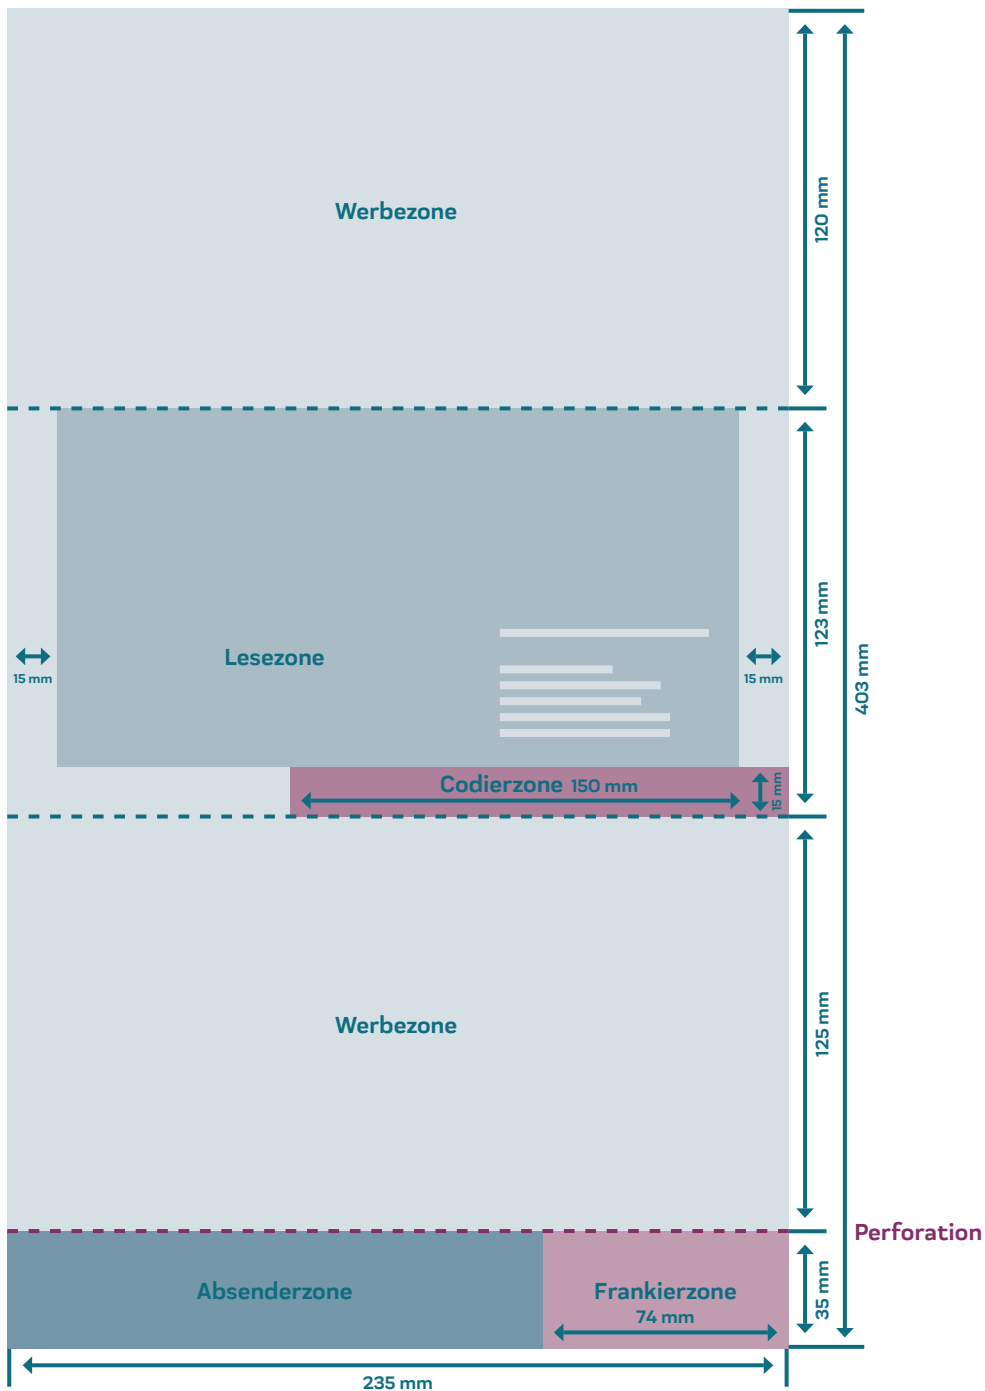 Werbezone
120 mm
123 mm
403 mm
Lesezone
15 mm
15 mm
Codierzone 150 mm
15 mm
Werbezone
125 mm
Perforation
Absenderzone
Frankierzone
74 mm
35 mm
235 mm